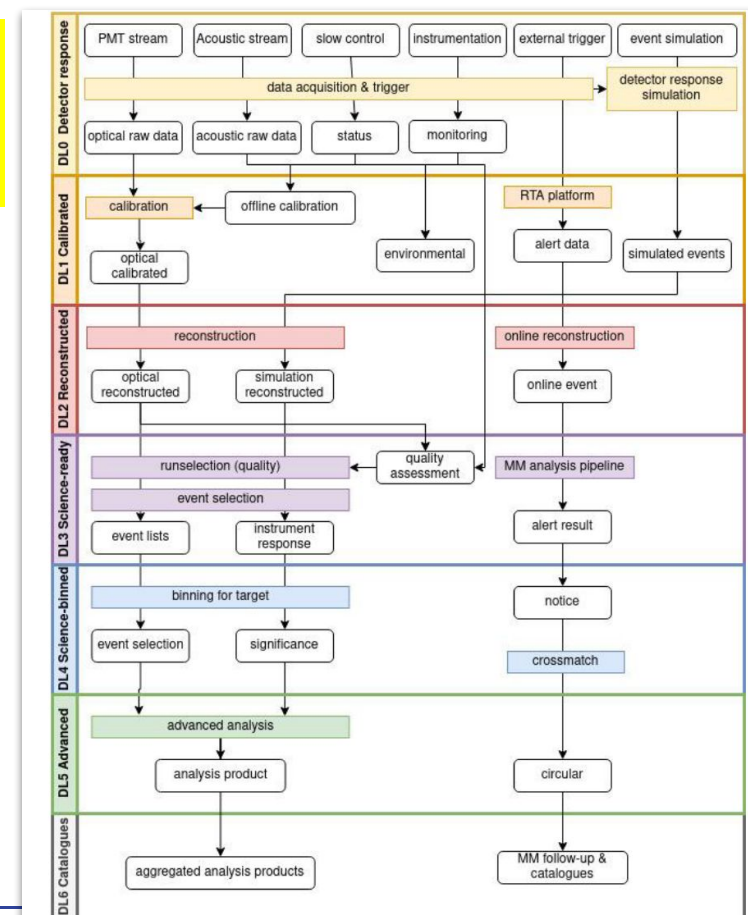 DL0 Detector response
PMT stream
Acoustic stream
slow control
instrumentation
external trigger
event simulation
data acquisition & trigger
detector response
simulation
optical raw data
acoustic raw data
status
monitoring
DL1 Calibrated
calibration
offline calibration
RTA platform
optical
calibrated
environmental
alert data
simulated events
DL2 Reconstructed
reconstruction
online reconstruction
optical
reconstructed
simulation
reconstructed
online event
DL3 Science-ready
runselection (quality)
quality
assessment
MM analysis pipeline
event selection
event lists
instrument
response
alert result
DL4 Science-binned
binning for target
notice
event selection
significance
crossmatch
DL5 Advanced
advanced analysis
analysis product
circular
DL6 Catalogues
aggregated analysis products
MM follow-up &
catalogues